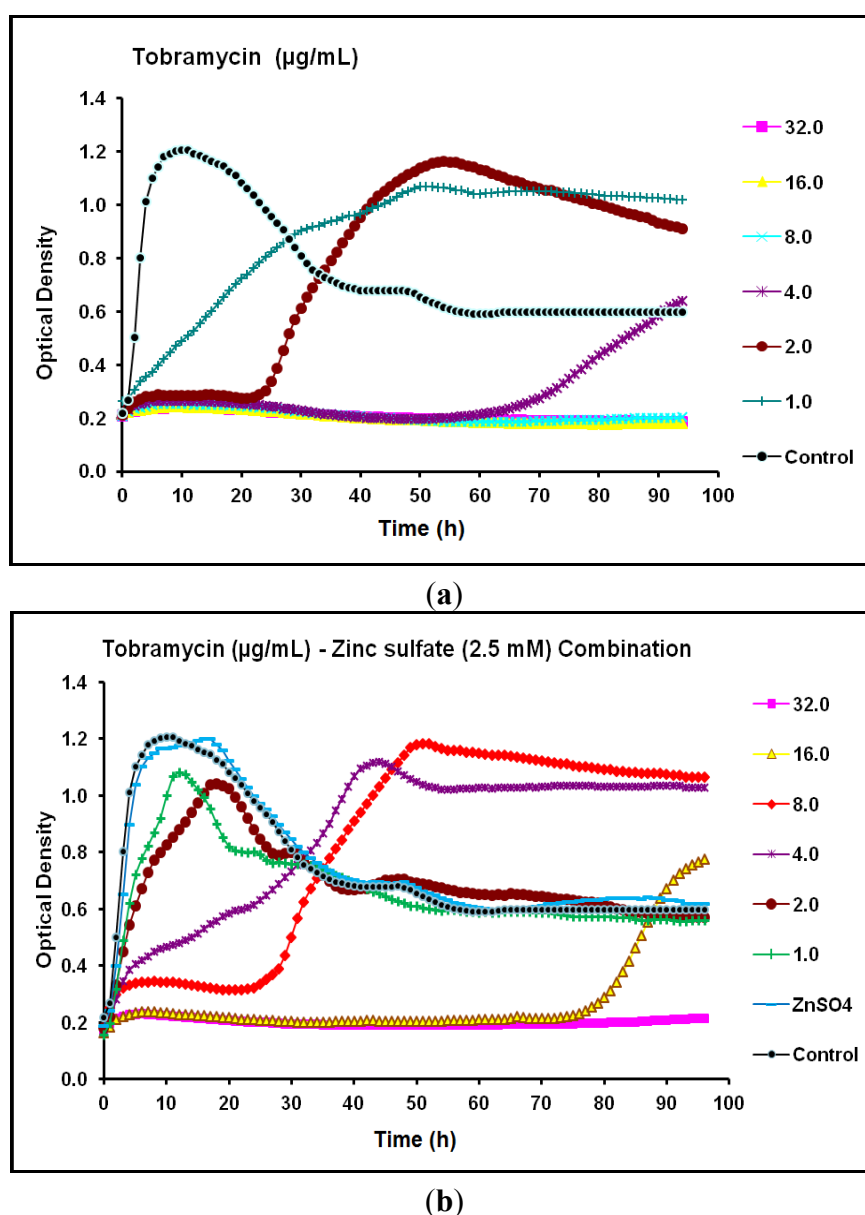 Tobramycin (µg/mL)
1.4
1.2
1.0
0.8
0.6
0.4
0.2
0.0
Optical Density
0 10 20 30 40 50 60 70 80 90 100
Time (h)
32.0
16.0
8.0
4.0
2.0
1.0
Control
(a)
Tobramycin (µg/mL) - Zinc sulfate (2.5 mM) Combination
1.4
1.2
1.0
0.8
0.6
0.4
0.2
0.0
Optical Density
0 10 20 30 40 50 60 70 80 90 100
Time (h)
32.0
16.0
8.0
4.0
2.0
1.0
ZnSO4
Control
(b)